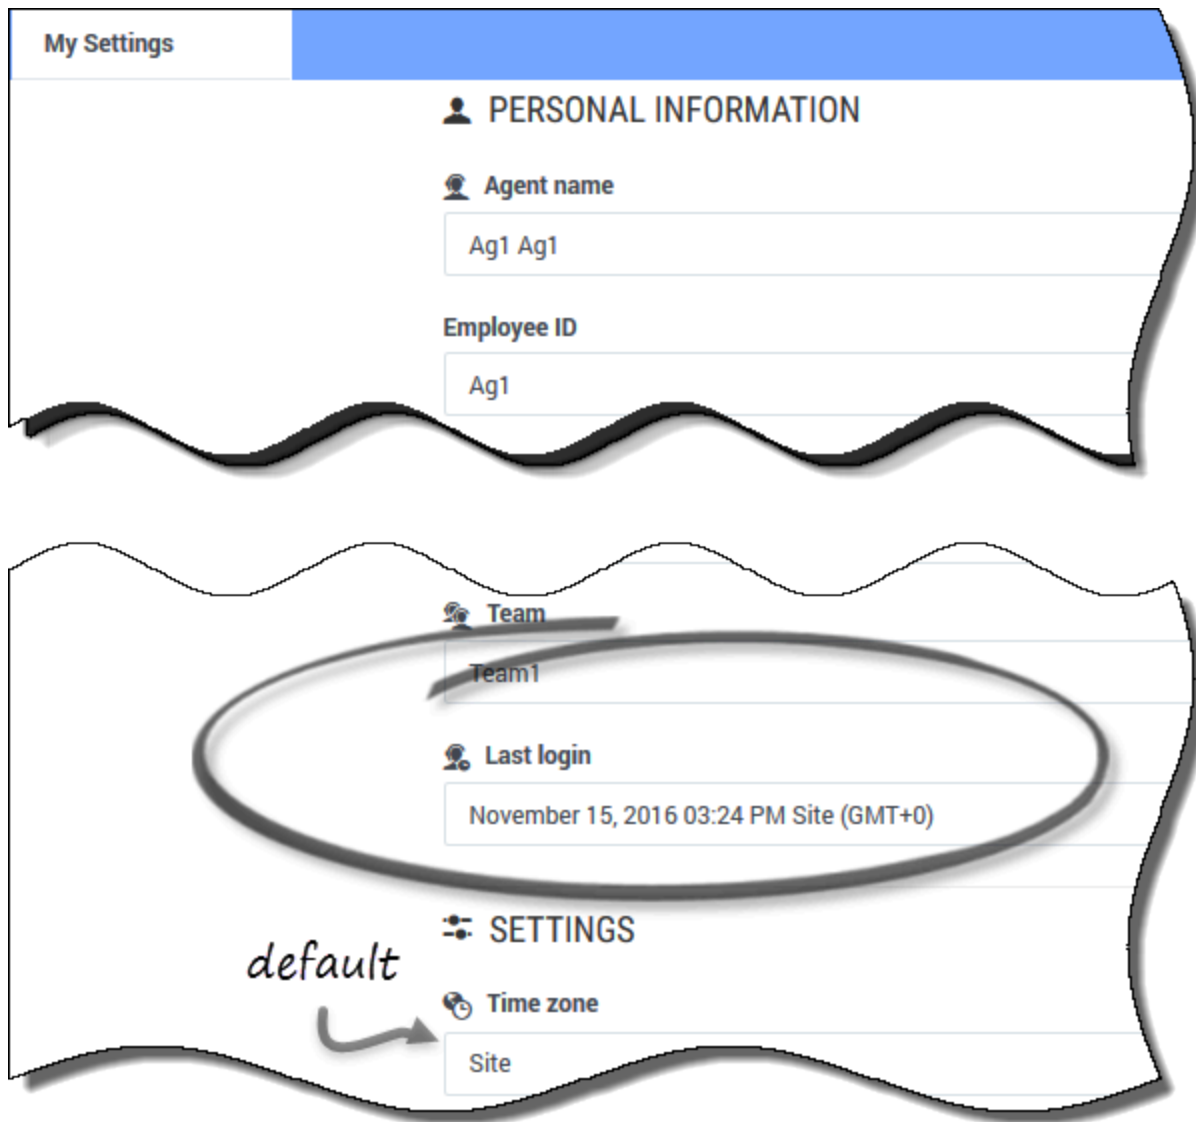 My Settings
PERSONAL INFORMATION
Agent name
Ag1 Ag1
Employee ID
Ag1
Team
Team1
Last login
November 15, 2016 03:24 PM Site (GMT+0)
SETTINGS
default
Time zone
Site